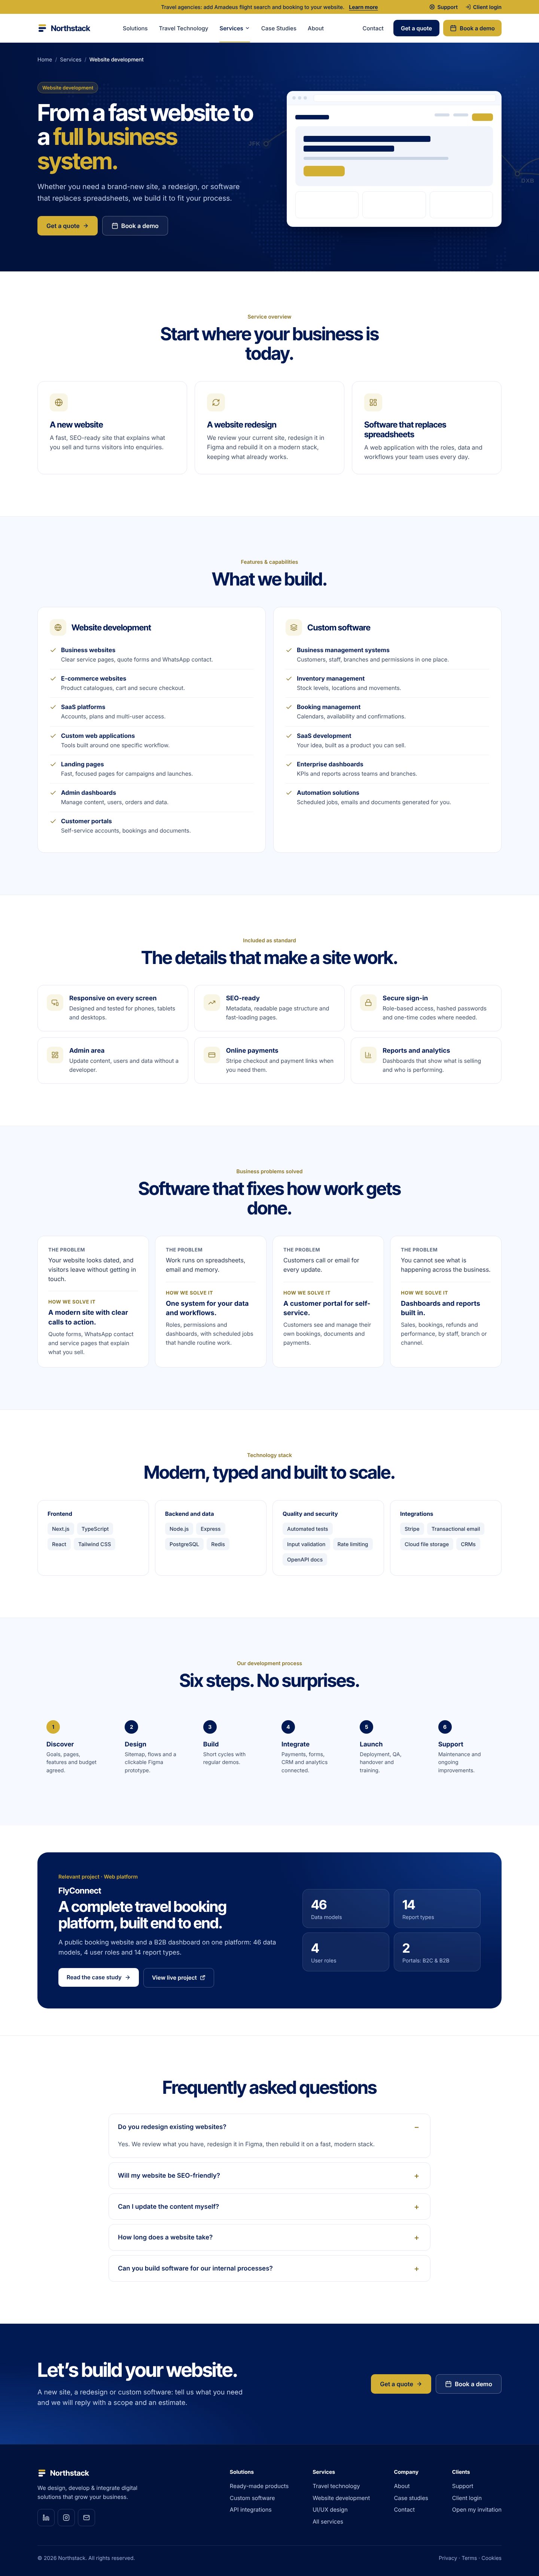 Travel agencies: add Amadeus flight search and booking to your website. Learn more
Support
Client login
Northstack
Solutions
Travel Technology
Services
Case Studies
About
Contact
Get a quote
Book a demo
Home / Services / Website development
Website development
From a fast website to
a full business
system.
Whether you need a brand-new site, a redesign, or software
that replaces spreadsheets, we build it to fit your process.
Get a quote
Book a demo
JFK
DXB
Service overview
Start where your business is
today.
A new website
A fast, SEO-ready site that explains what
you sell and turns visitors into enquiries.
A website redesign
We review your current site, redesign it in
Figma and rebuild it on a modern stack,
keeping what already works.
Software that replaces
spreadsheets
A web application with the roles, data and
workflows your team uses every day.
Features & capabilities
What we build.
Website development
Business websites
Clear service pages, quote forms and WhatsApp contact.
E-commerce websites
Product catalogues, cart and secure checkout.
SaaS platforms
Accounts, plans and multi-user access.
Custom web applications
Tools built around one specific workflow.
Landing pages
Fast, focused pages for campaigns and launches.
Admin dashboards
Manage content, users, orders and data.
Customer portals
Self-service accounts, bookings and documents.
Custom software
Business management systems
Customers, staff, branches and permissions in one place.
Inventory management
Stock levels, locations and movements.
Booking management
Calendars, availability and confirmations.
SaaS development
Your idea, built as a product you can sell.
Enterprise dashboards
KPIs and reports across teams and branches.
Automation solutions
Scheduled jobs, emails and documents generated for you.
Included as standard
The details that make a site work.
Responsive on every screen
Designed and tested for phones, tablets
and desktops.
SEO-ready
Metadata, readable page structure and
fast-loading pages.
Secure sign-in
Role-based access, hashed passwords
and one-time codes where needed.
Admin area
Update content, users and data without a
developer.
Online payments
Stripe checkout and payment links when
you need them.
Reports and analytics
Dashboards that show what is selling
and who is performing.
Business problems solved
Software that fixes how work gets
done.
THE PROBLEM
Your website looks dated, and
visitors leave without getting in
touch.
HOW WE SOLVE IT
A modern site with clear
calls to action.
Quote forms, WhatsApp contact
and service pages that explain
what you sell.
THE PROBLEM
Work runs on spreadsheets,
email and memory.
HOW WE SOLVE IT
One system for your data
and workflows.
Roles, permissions and
dashboards, with scheduled jobs
that handle routine work.
THE PROBLEM
Customers call or email for
every update.
HOW WE SOLVE IT
A customer portal for self-
service.
Customers see and manage their
own bookings, documents and
payments.
THE PROBLEM
You cannot see what is
happening across the business.
HOW WE SOLVE IT
Dashboards and reports
built in.
Sales, bookings, refunds and
performance, by staff, branch or
channel.
Technology stack
Modern, typed and built to scale.
Frontend
Next.js
TypeScript
React
Tailwind CSS
Backend and data
Node.js
Express
PostgreSQL
Redis
Quality and security
Automated tests
Input validation
Rate limiting
OpenAPI docs
Integrations
Stripe
Transactional email
Cloud file storage
CRMs
Our development process
Six steps. No surprises.
1
Discover
Goals, pages,
features and budget
agreed.
2
Design
Sitemap, flows and a
clickable Figma
prototype.
3
Build
Short cycles with
regular demos.
4
Integrate
Payments, forms,
CRM and analytics
connected.
5
Launch
Deployment, QA,
handover and
training.
6
Support
Maintenance and
ongoing
improvements.
Relevant project · Web platform
FlyConnect
A complete travel booking
platform, built end to end.
A public booking website and a B2B dashboard on one platform: 46 data
models, 4 user roles and 14 report types.
Read the case study
View live project
46
Data models
14
Report types
4
User roles
2
Portals: B2C & B2B
Frequently asked questions
Do you redesign existing websites?
Yes. We review what you have, redesign it in Figma, then rebuild it on a fast, modern stack.
Will my website be SEO-friendly?
Can I update the content myself?
How long does a website take?
Can you build software for our internal processes?
Let's build your website.
A new site, a redesign or custom software: tell us what you need
and we will reply with a scope and an estimate.
Get a quote
Book a demo
Northstack
We design, develop & integrate digital
solutions that grow your business.
Solutions
Ready-made products
Custom software
API integrations
Services
Travel technology
Website development
UI/UX design
All services
Company
About
Case studies
Contact
Clients
Support
Client login
Open my invitation
© 2026 Northstack. All rights reserved.
Privacy · Terms · Cookies